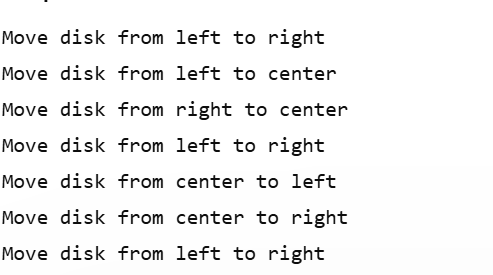 Move disk from left to right
Move disk from left to center
Move disk from right to center
Move disk from left to right
Move disk from center to left
Move disk from center to right
Move disk from left to right